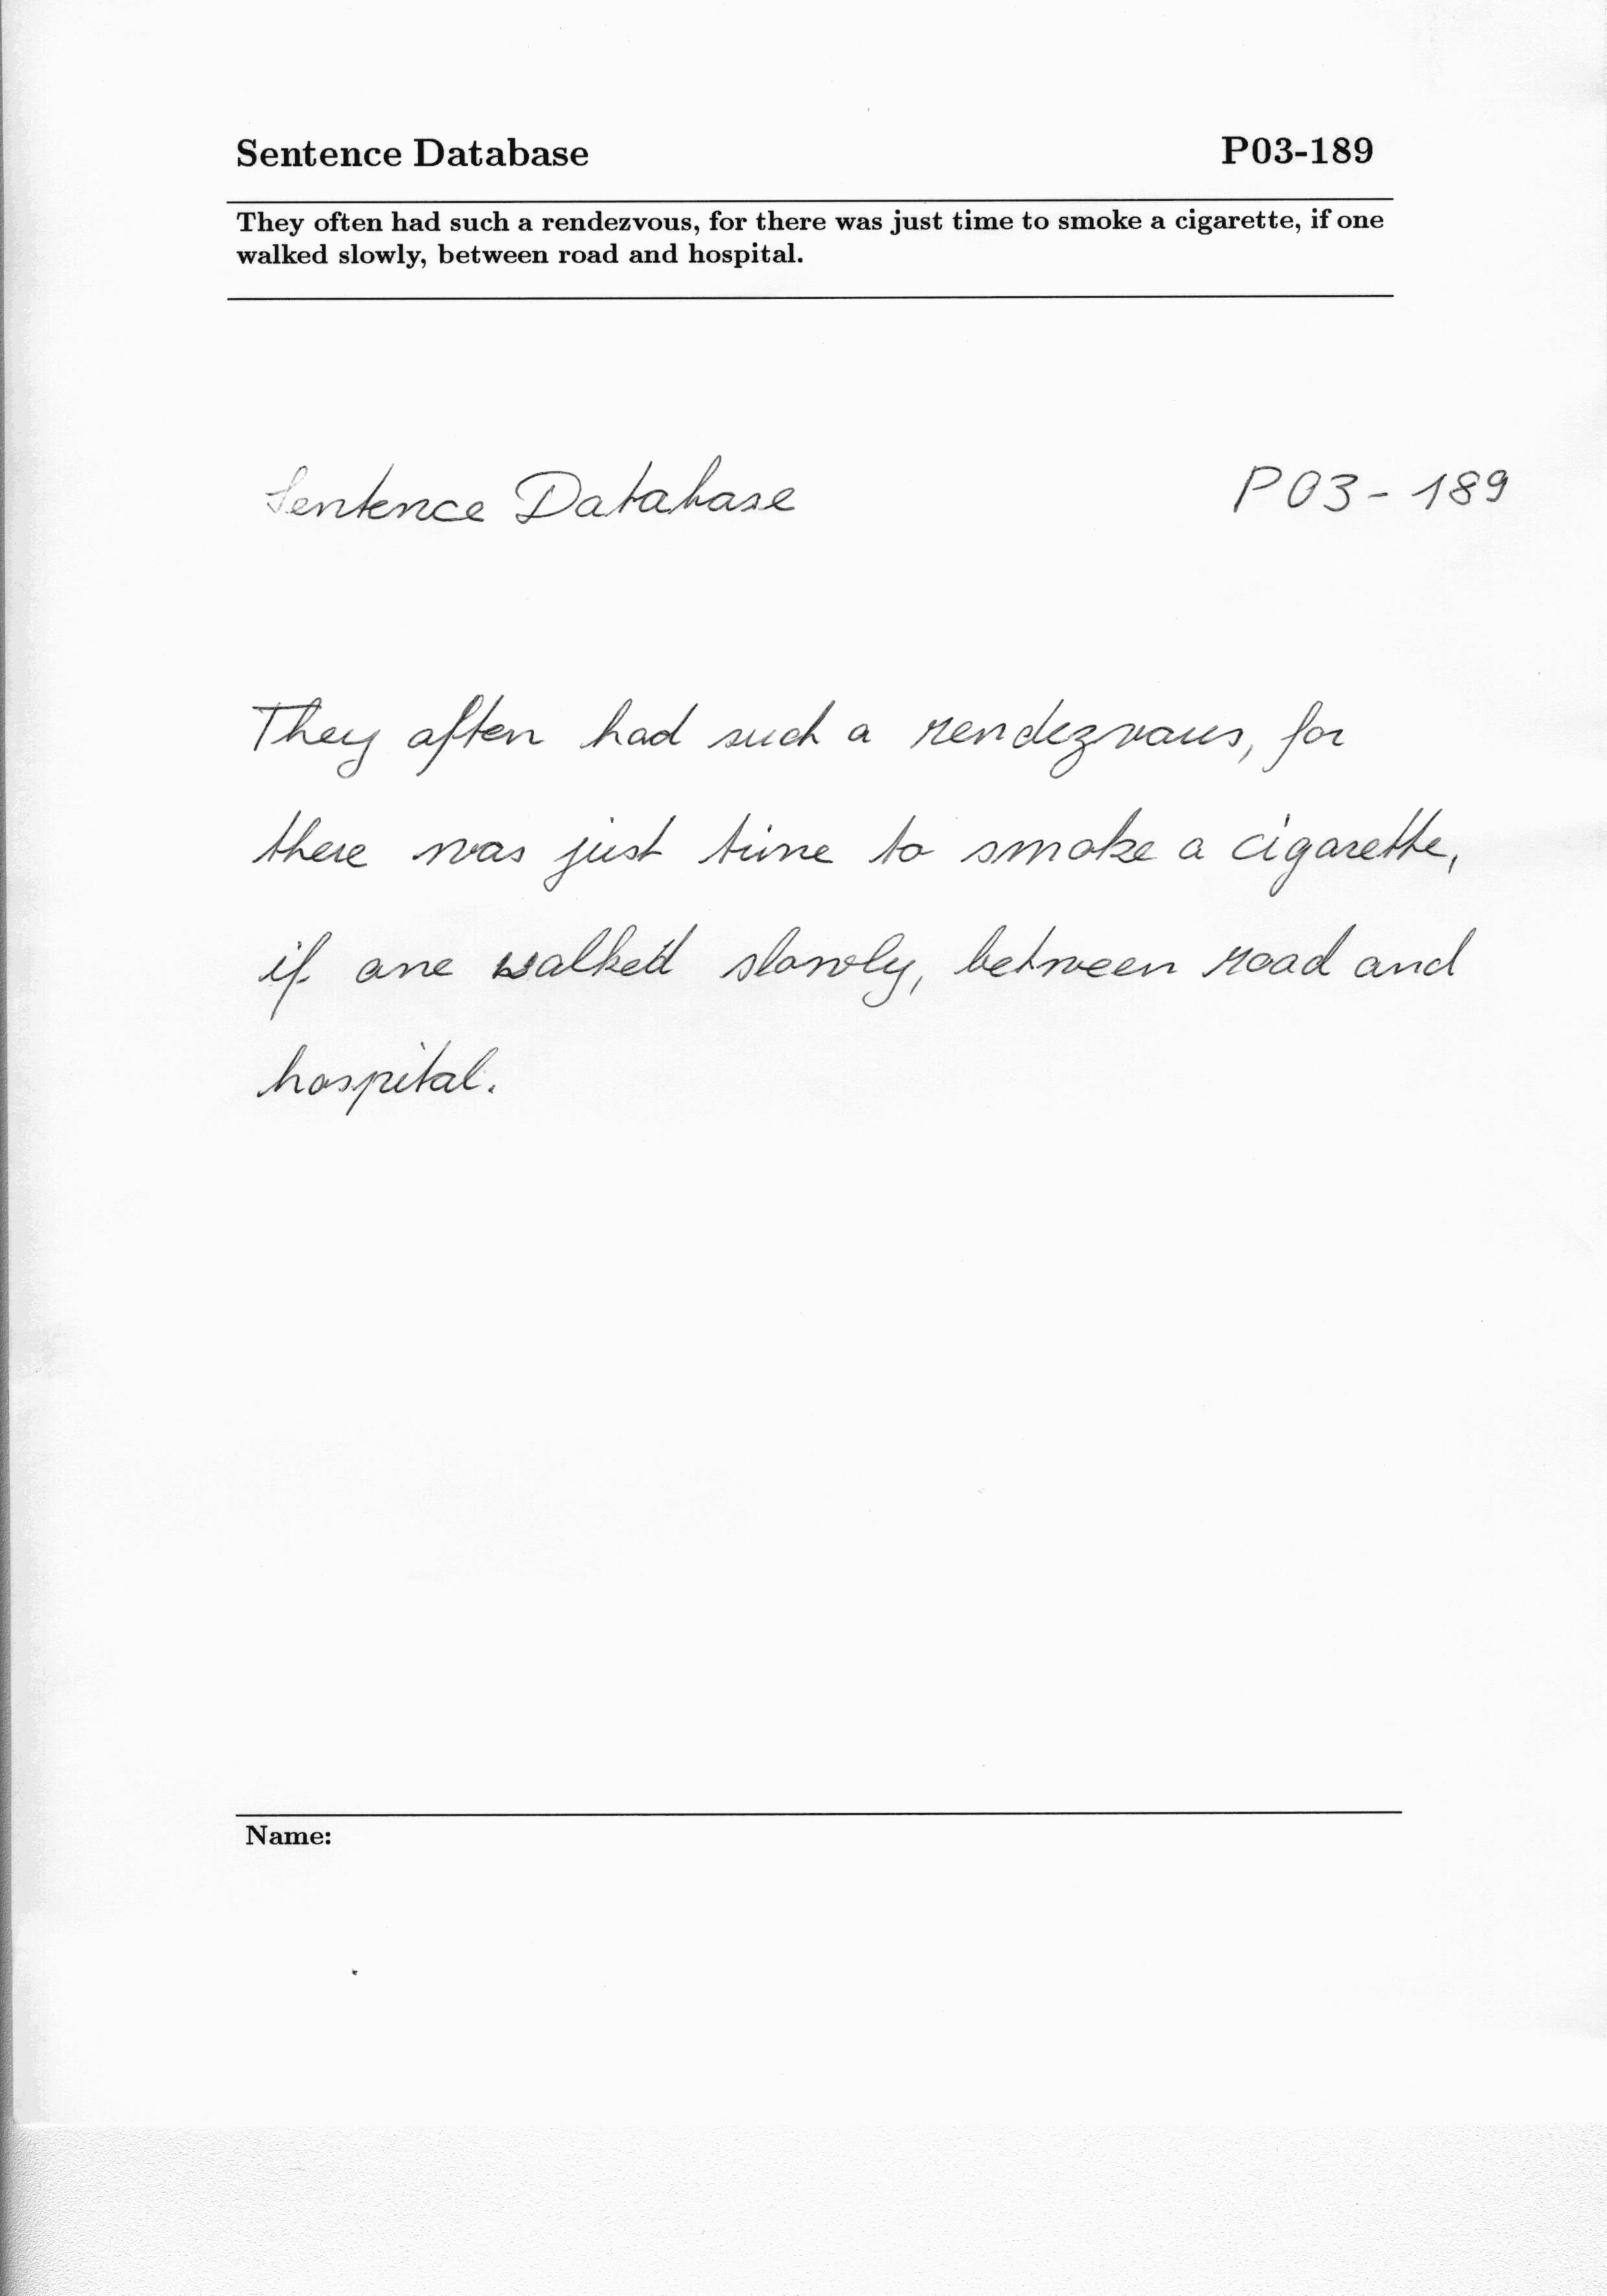 Sentence Database P03-189
They often had such a rendezvous, for there was just time to smoke a cigarette, if one
walked slowly, between road and hospital.
Sentence Database P03-189
They often had such a rendezvous, for
there was just time to smoke a cigarette,
if one walked slowly, between road and
hospital.
Name: